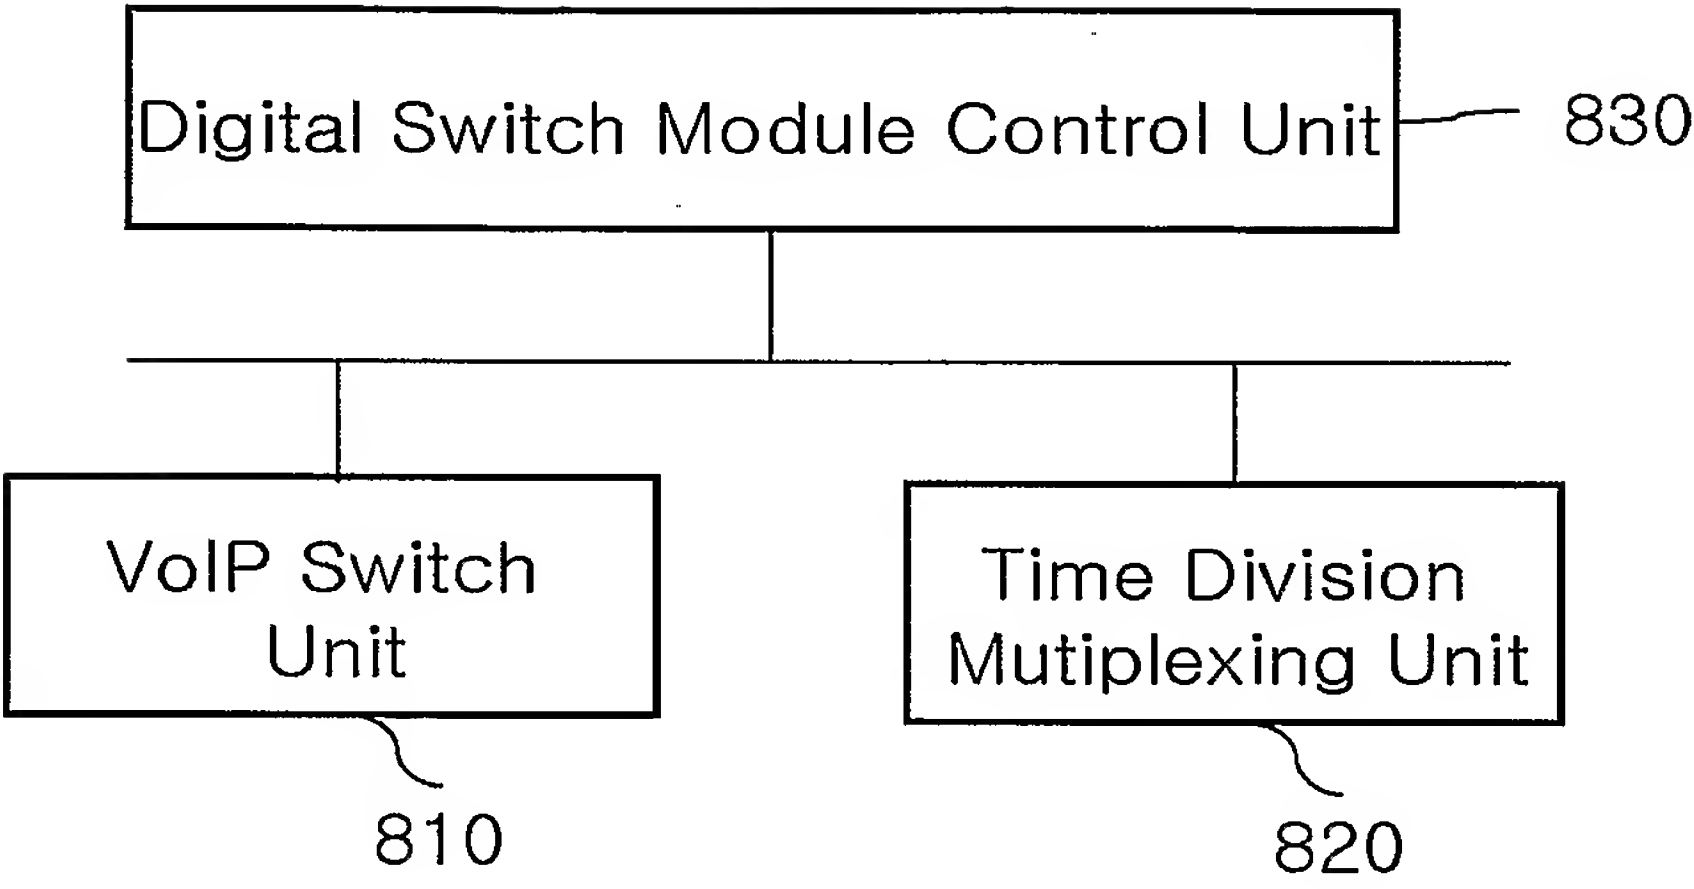 Digital Switch Module Control Unit
830
VoIP Switch
Unit
810
Time Division
Mutiplexing Unit
820